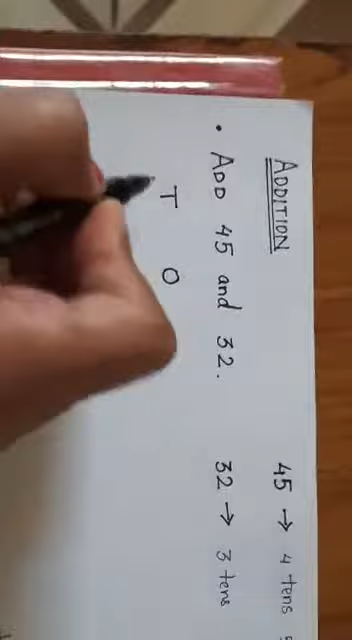 ADDITION
• ADD 45 and 32.
T O
45 → 4 tens
32 → 3 tens